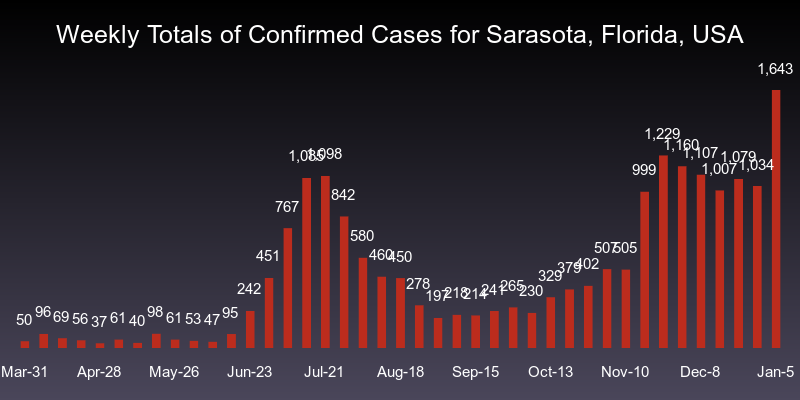 Weekly Totals of Confirmed Cases for Sarasota, Florida, USA
50 96 69 56 37 61 40 98 61 53 47 95 242 451 767 1,085 1,098 842 580 460 450 278 197 218 214 241 265 230 329 379 402 507 505 999 1,229 1,160 1,107 1,007 1,079 1,034 1,643
Mar-31 Apr-28 May-26 Jun-23 Jul-21 Aug-18 Sep-15 Oct-13 Nov-10 Dec-8 Jan-5